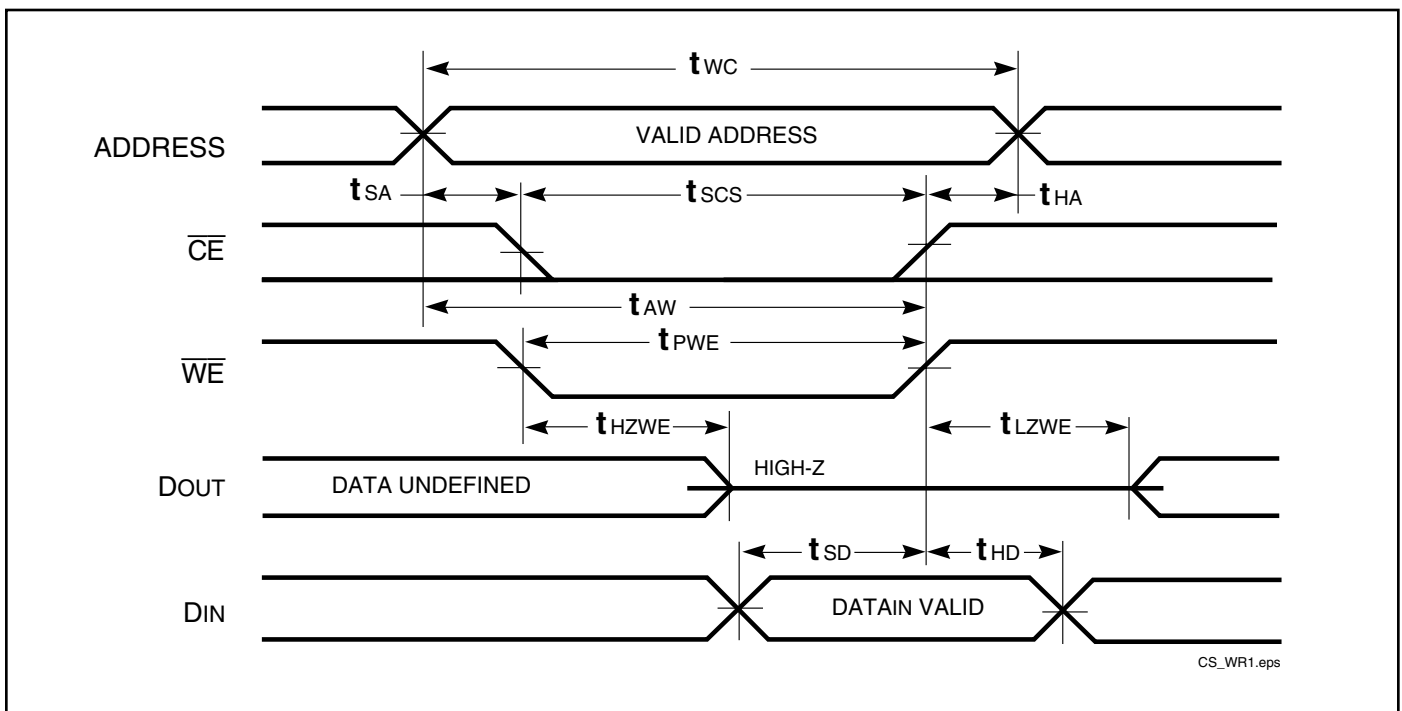 tWC
ADDRESS
VALID ADDRESS
tSA
tSCS
tHA
CE
tAW
tPWE
WE
tHZWE
tLZWE
DOUT
DATA UNDEFINED
HIGH-Z
tSD
tHD
DIN
DATAIN VALID
CS_WR1.eps